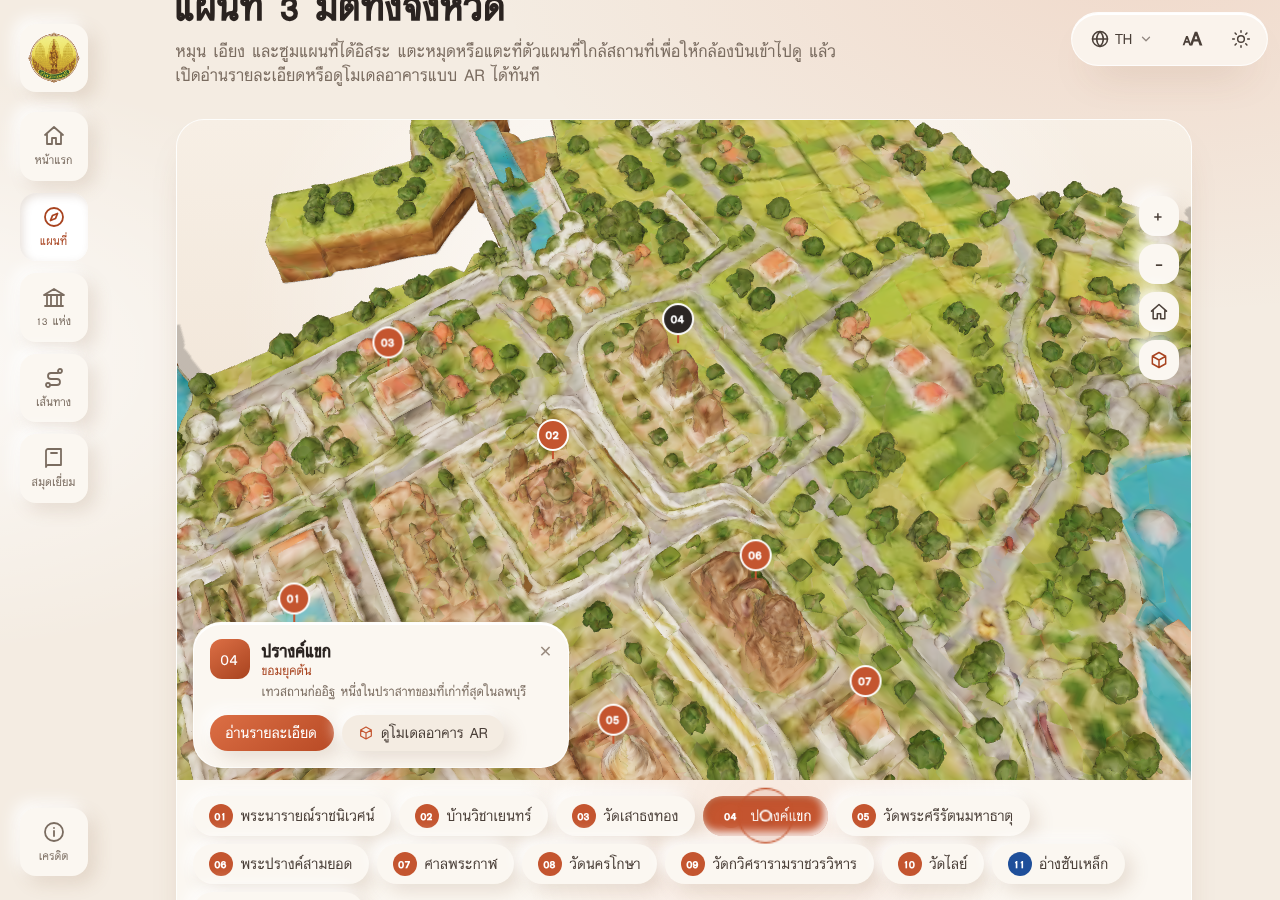 แผนที่ 3 มิติทั้งจังหวัด
หมุน เอียง และซูมแผนที่ได้อิสระ แตะหมุดหรือแตะที่ตัวแผนที่ใกล้สถานที่เพื่อให้กล้องบินเข้าไปดู แล้ว
เปิดอ่านรายละเอียดหรือดูโมเดลอาคารแบบ AR ได้ทันที
TH
AA
หน้าแรก
แผนที่
13 แห่ง
เส้นทาง
สมุดเยี่ยม
เครดิต
+
−
04
03
02
06
01
07
05
04
ปรางค์แขก
ขอมยุคต้น
เทวสถานก่ออิฐ หนึ่งในปราสาทขอมที่เก่าที่สุดในลพบุรี
อ่านรายละเอียด
ดูโมเดลอาคาร AR
01 พระนารายณ์ราชนิเวศน์
02 บ้านวิชาเยนทร์
03 วัดเสาธงทอง
04 ปรางค์แขก
05 วัดพระศรีรัตนมหาธาตุ
06 พระปรางค์สามยอด
07 ศาลพระกาฬ
08 วัดนครโกษา
09 วัดกวิศรารามราชวรวิหาร
10 วัดไลย์
11 อ่างซับเหล็ก